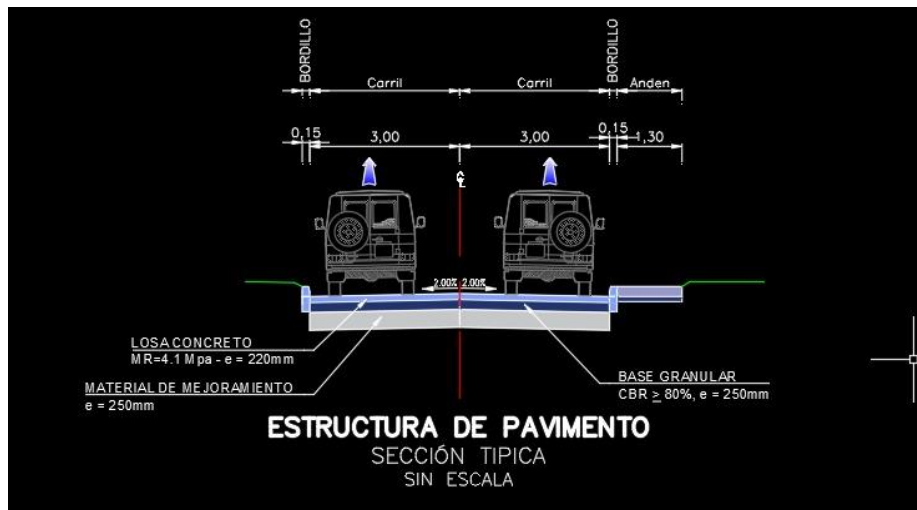 BORDILLO
BORDILLO
Carril
Carril
Anden
0,15
3,00
3,00
0,15
1,30
2.00%
2.00%
LOSA CONCRETO
MR=4.1 Mpa - e = 220mm
MATERIAL DE MEJORAMIENTO
e = 250mm
BASE GRANULAR
CBR ≥ 80%, e = 250mm
ESTRUCTURA DE PAVIMENTO
SECCIÓN TIPICA
SIN ESCALA